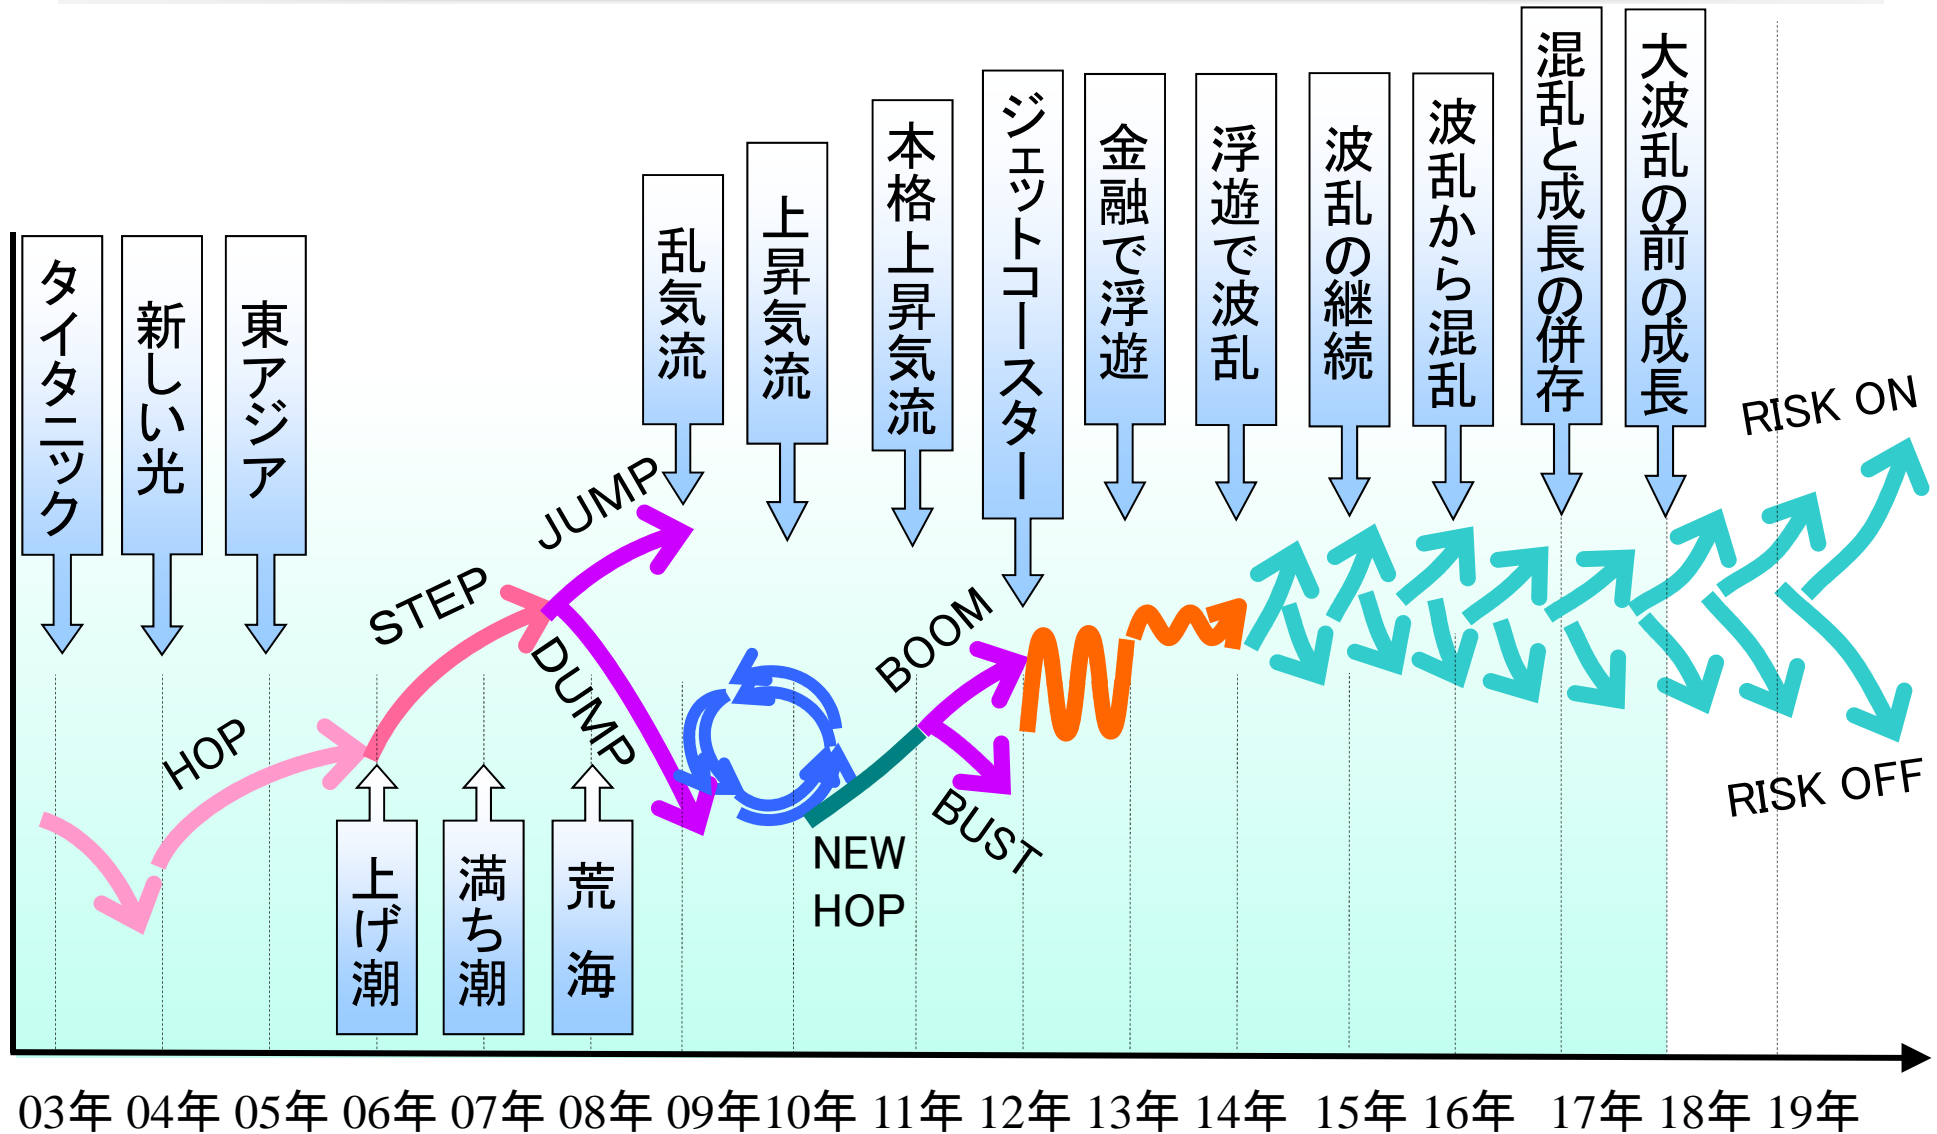 タイタニック
新しい光
東アジア
上げ潮
満ち潮
荒海
乱気流
上昇気流
本格上昇気流
ジェットコースター
金融で浮遊
浮遊で波乱
波乱の継続
波乱から混乱
混乱と成長の併存
大波乱の前の成長
HOP
STEP
JUMP
DUMP
NEW
HOP
BOOM
BUST
RISK ON
RISK OFF
03年 04年 05年 06年 07年 08年 09年 10年 11年 12年 13年 14年 15年 16年 17年 18年 19年